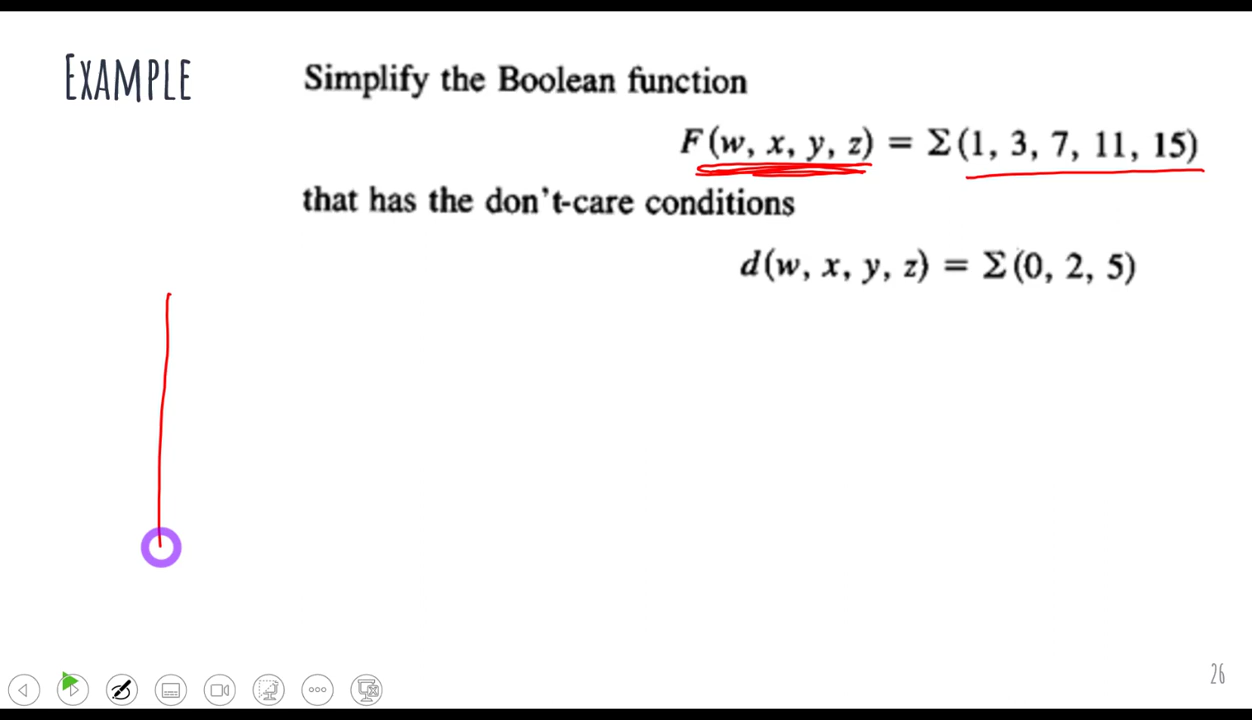 EXAMPLE
Simplify the Boolean function
F(w, x, y, z) = Σ(1, 3, 7, 11, 15)
that has the don't-care conditions
d(w, x, y, z) = Σ(0, 2, 5)
26